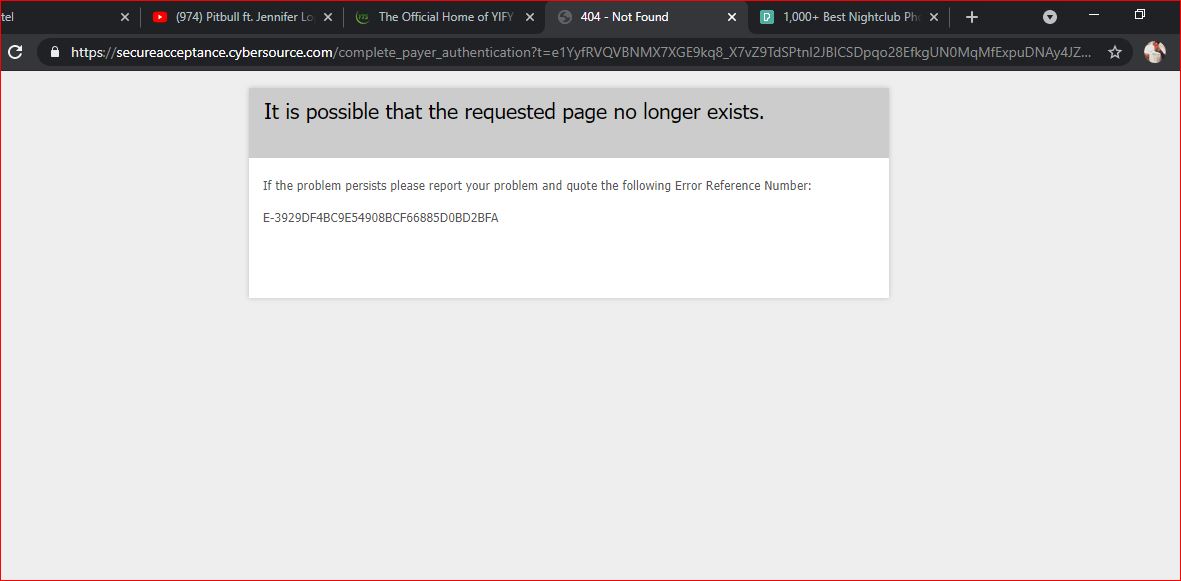 tel
(974) Pitbull ft. Jennifer Lo
The Official Home of YIFY
404 - Not Found
1,000+ Best Nightclub Pho
https://secureacceptance.cybersource.com/complete_payer_authentication?t=e1YyfRVQVBNMX7XGE9kq8_X7vZ9TdSPtnI2JBICSDpqo28EfkgUN0MqMfExpuDNAy4JZ...
It is possible that the requested page no longer exists.
If the problem persists please report your problem and quote the following Error Reference Number:
E-3929DF4BC9E54908BCF66885D0BD2BFA